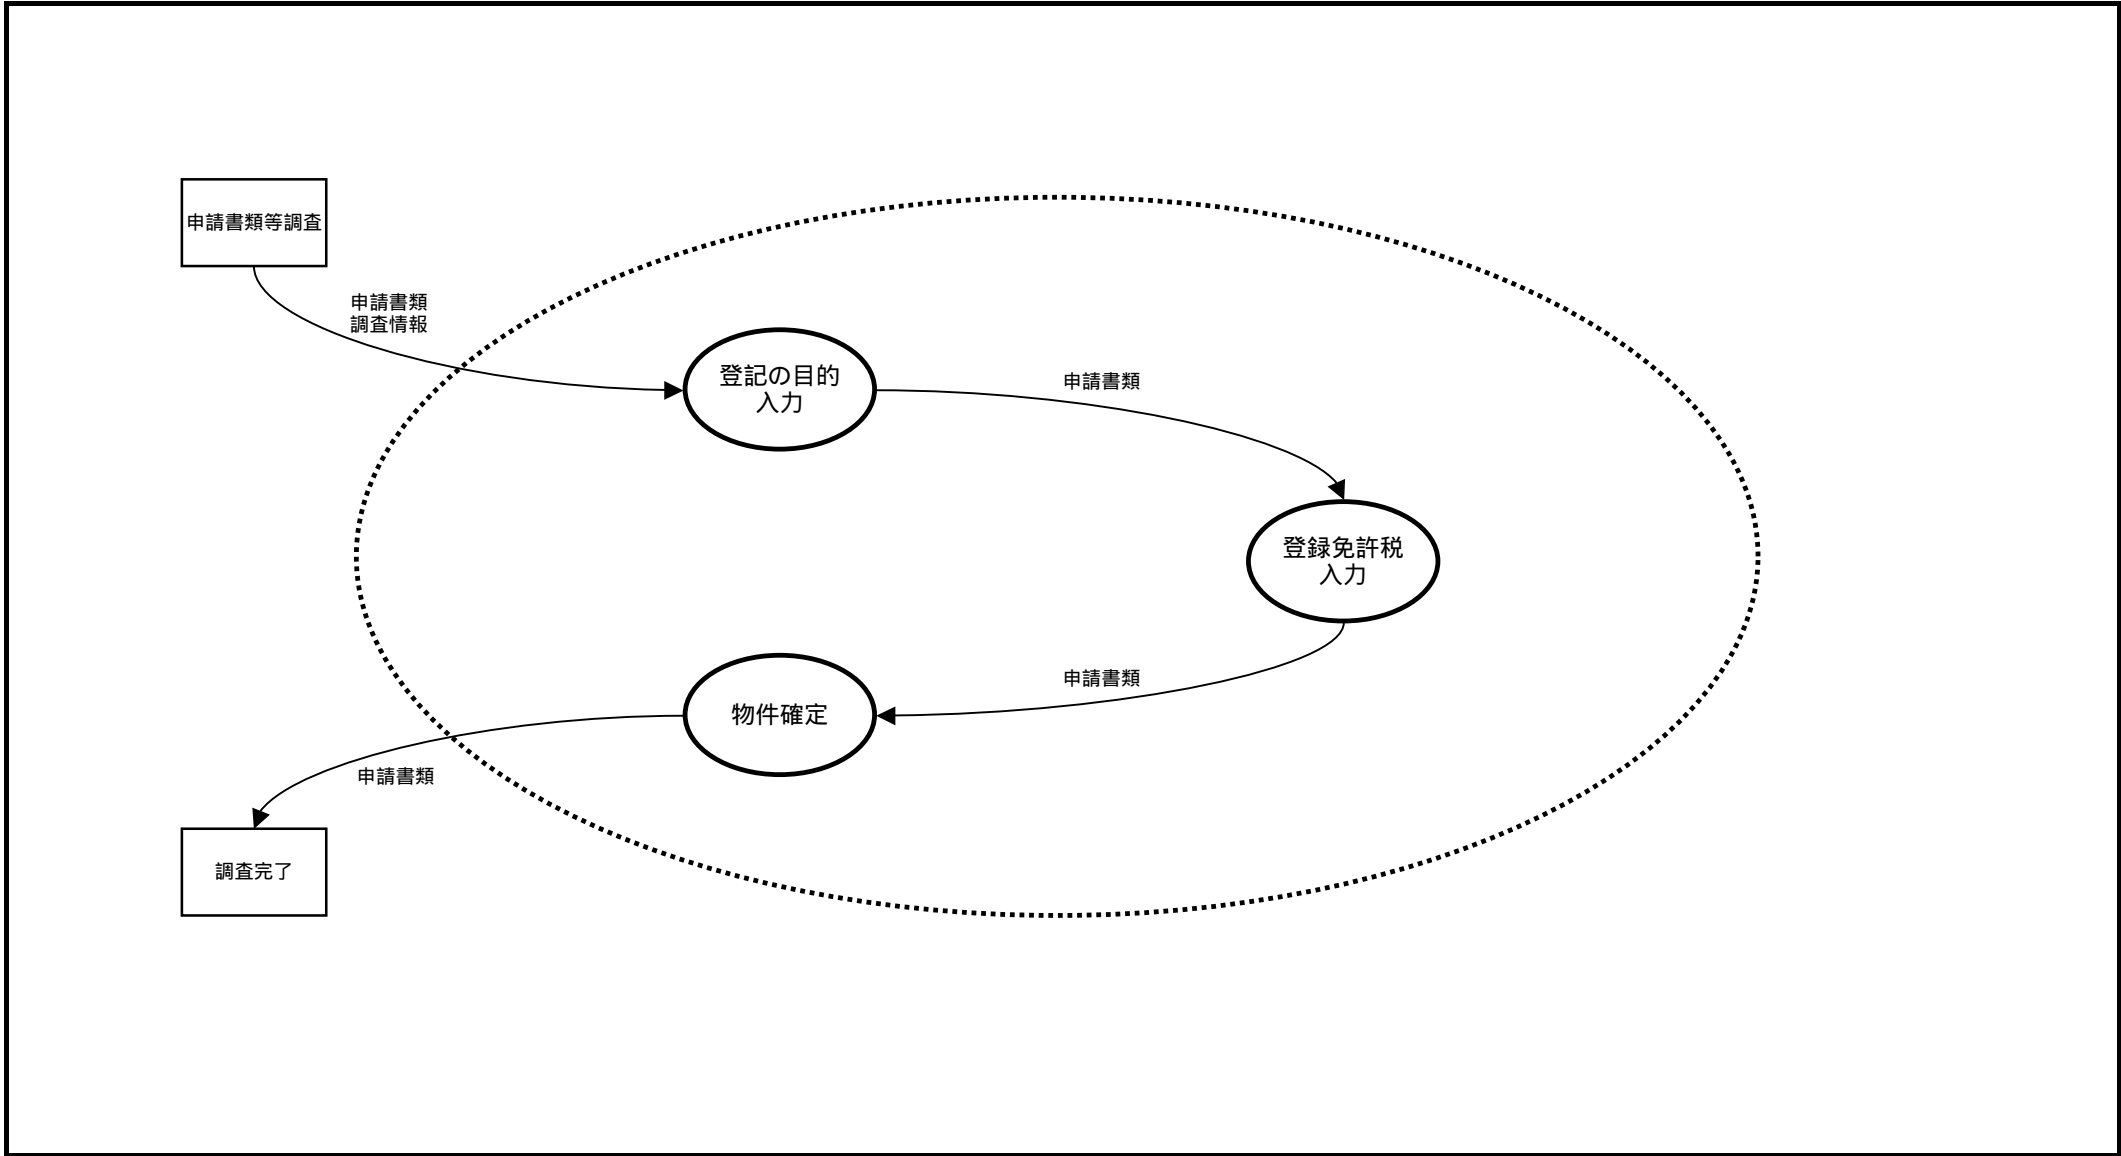 申請書類等調査
申請書類
調査情報
登記の目的
入力
申請書類
登録免許税
入力
申請書類
物件確定
申請書類
調査完了